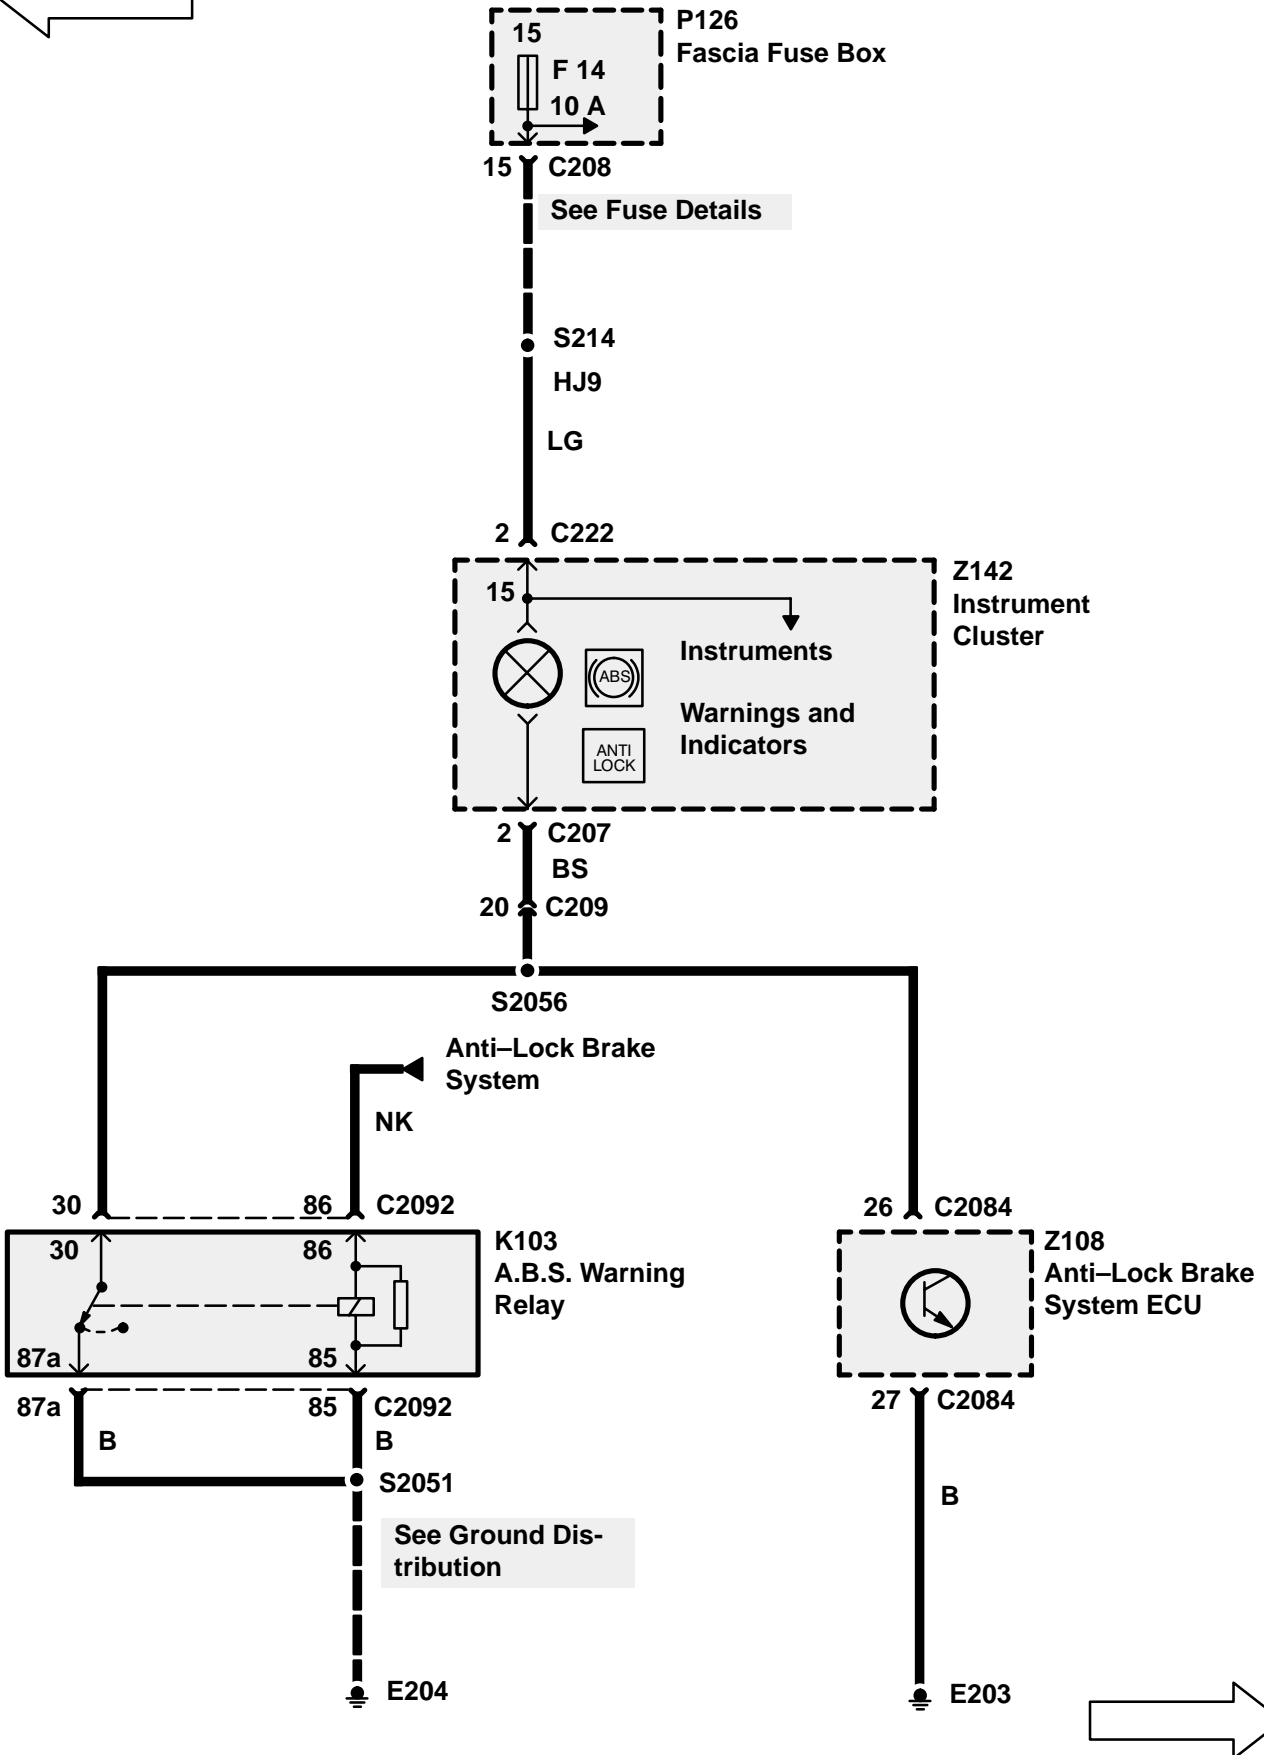 P126
15
Fascia Fuse Box
F 14
10 A
15 C208
See Fuse Details
S214
HJ9
LG
2 C222
Z142
15
Instrument
Cluster
Instruments
ABS
Warnings and
Indicators
ANTI
LOCK
2 C207
BS
20 C209
S2056
Anti–Lock Brake
System
NK
30 86 C2092
26 C2084
30 86
K103
A.B.S. Warning
Relay
Z108
Anti–Lock Brake
System ECU
87a 85
87a 85 C2092
27 C2084
B B
S2051
B
See Ground Dis-
tribution
E204
E203